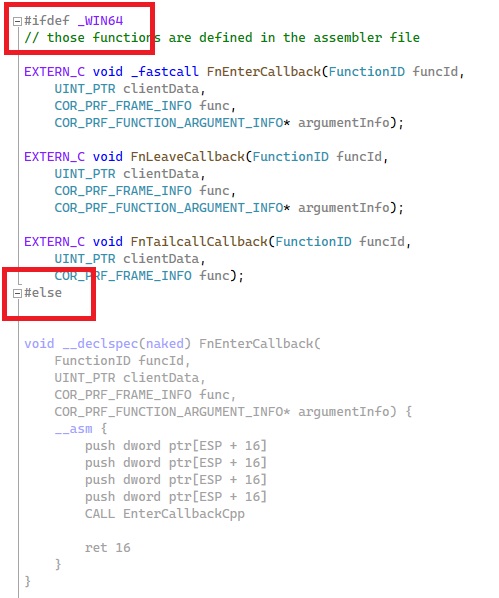 #ifdef _WIN64
// those functions are defined in the assembler file
EXTERN_C void _fastcall FnEnterCallback(FunctionID funcId,
UINT_PTR clientData,
COR_PRF_FRAME_INFO func,
COR_PRF_FUNCTION_ARGUMENT_INFO* argumentInfo);
EXTERN_C void FnLeaveCallback(FunctionID funcId,
UINT_PTR clientData,
COR_PRF_FRAME_INFO func,
COR_PRF_FUNCTION_ARGUMENT_INFO* argumentInfo);
EXTERN_C void FnTailcallCallback(FunctionID funcId,
UINT_PTR clientData,
COR_PRF_FRAME_INFO func);
#else
void __declspec(naked) FnEnterCallback(
FunctionID funcId,
UINT_PTR clientData,
COR_PRF_FRAME_INFO func,
COR_PRF_FUNCTION_ARGUMENT_INFO* argumentInfo) {
__asm {
push dword ptr[ESP + 16]
push dword ptr[ESP + 16]
push dword ptr[ESP + 16]
push dword ptr[ESP + 16]
CALL EnterCallbackCpp
ret 16
}
}